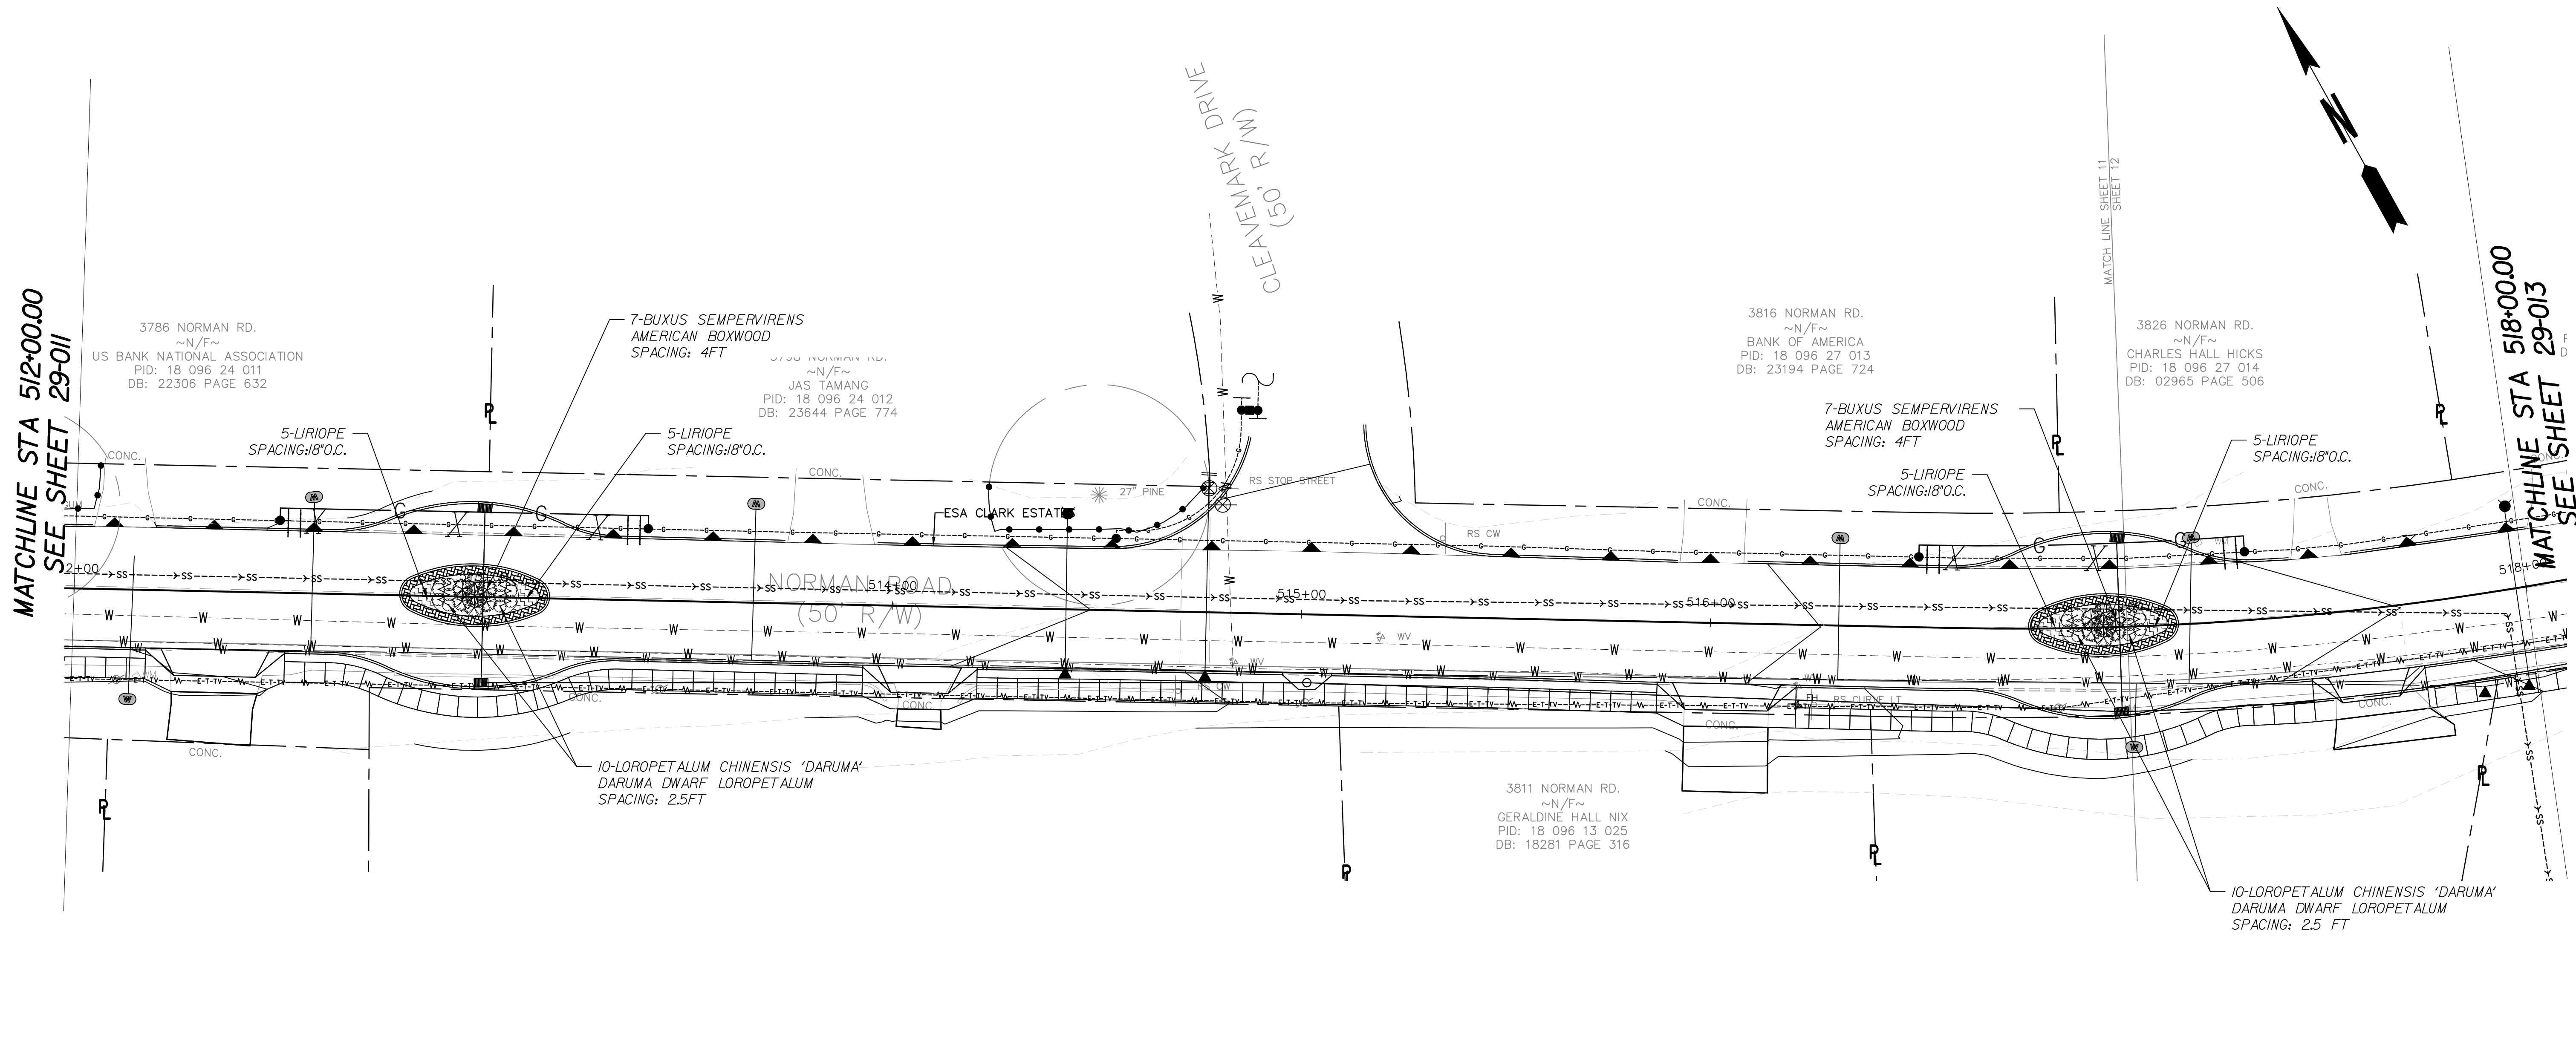 MATCHLINE STA 512+00.00
SEE SHEET 29-011
3786 NORMAN RD.
~N/F~
US BANK NATIONAL ASSOCIATION
PID: 18 096 24 011
DB: 22306 PAGE 632
7-BUXUS SEMPERVIRENS
AMERICAN BOXWOOD
SPACING: 4FT
~N/F~
JAS TAMANG
PID: 18 096 24 012
DB: 23644 PAGE 774
5-LIRIOPE
SPACING:18"O.C.
5-LIRIOPE
SPACING:18"O.C.
CLEAVEMARK DRIVE
(50' R/W)
3816 NORMAN RD.
~N/F~
BANK OF AMERICA
PID: 18 096 27 013
DB: 23194 PAGE 724
MATCH LINE SHEET 11
SHEET 12
3826 NORMAN RD.
~N/F~
CHARLES HALL HICKS
PID: 18 096 27 014
DB: 02965 PAGE 506
N
7-BUXUS SEMPERVIRENS
AMERICAN BOXWOOD
SPACING: 4FT
5-LIRIOPE
SPACING:18"O.C.
5-LIRIOPE
SPACING:18"O.C.
MATCHLINE STA 518+00.00
SEE SHEET 29-013
CONC.
CONC.
27" PINE
RS STOP STREET
ESA CLARK ESTATES
RS CW
CONC.
CONC.
2+00
NORMAN ROAD
(50' R/W)
514+00
515+00
516+00
518+00
WV
WV
RS CW
FH
RS CURVE LT
CONC.
CONC.
CONC.
CONC.
CONC.
10-LOROPETALUM CHINENSIS 'DARUMA'
DARUMA DWARF LOROPETALUM
SPACING: 2.5FT
3811 NORMAN RD.
~N/F~
GERALDINE HALL NIX
PID: 18 096 13 025
DB: 18281 PAGE 316
10-LOROPETALUM CHINENSIS 'DARUMA'
DARUMA DWARF LOROPETALUM
SPACING: 2.5 FT